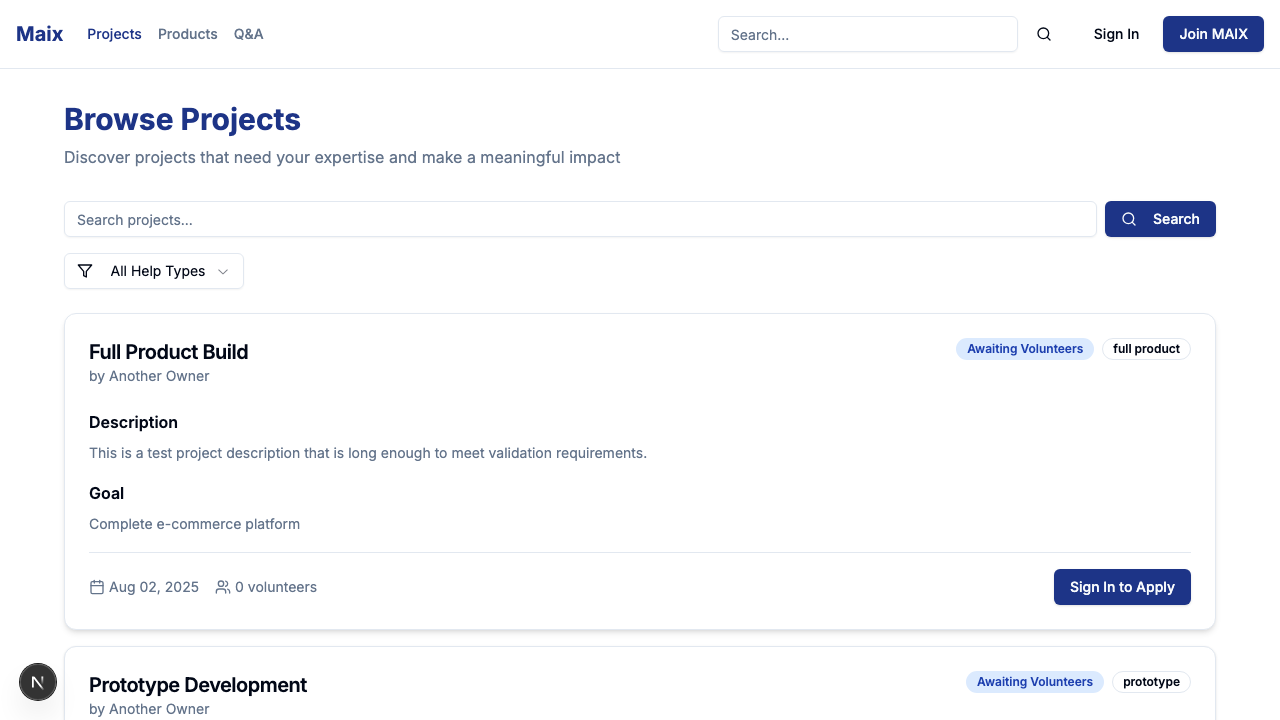 Maix Projects Products Q&A Search... Sign In Join MAIX
Browse Projects
Discover projects that need your expertise and make a meaningful impact
Search projects... Search
All Help Types
Full Product Build Awaiting Volunteers full product
by Another Owner
Description
This is a test project description that is long enough to meet validation requirements.
Goal
Complete e-commerce platform
Aug 02, 2025 0 volunteers Sign In to Apply
N
Prototype Development Awaiting Volunteers prototype
by Another Owner